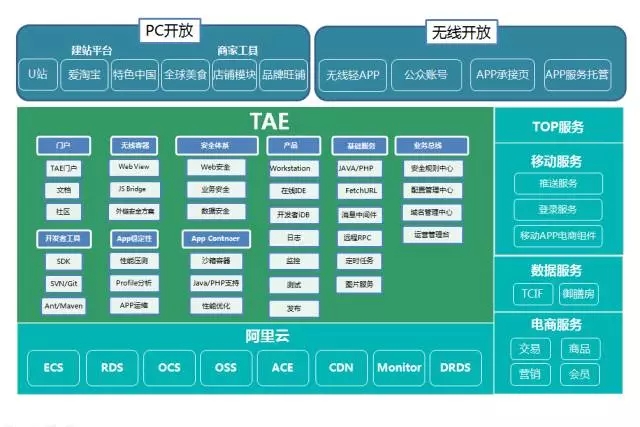 PC开放
建站平台 商家工具
U站 爱淘宝 特色中国 全球美食 店铺模块 品牌旺铺
无线开放
无线轻APP 公众账号 APP承接页 APP服务托管
TAE
门户 无线容器 安全体系 产品 基础服务 业务总线
TAE门户 Web View Web安全 Workstation JAVA/PHP 安全规则中心
文档 JS Bridge 业务安全 在线IDE FetchURL 配置管理中心
社区 外链安全方案 数据安全 开发者iDB 消息中间件 域名管理中心
开发者工具 App稳定性 App Contner 日志 远程RPC 运营管理站
SDK 性能压测 沙箱容器 监控 定时任务
SVN/Git Profile分析 Java/PHP支持 测试 图片服务
Ant/Maven APP运维 性能优化 发布
TOP服务
移动服务
推送服务
登录服务
移动APP电商组件
数据服务
TCIF 御膳房
电商服务
交易 商品
营销 会员
阿里云
ECS RDS OCS OSS ACE CDN Monitor DRDS